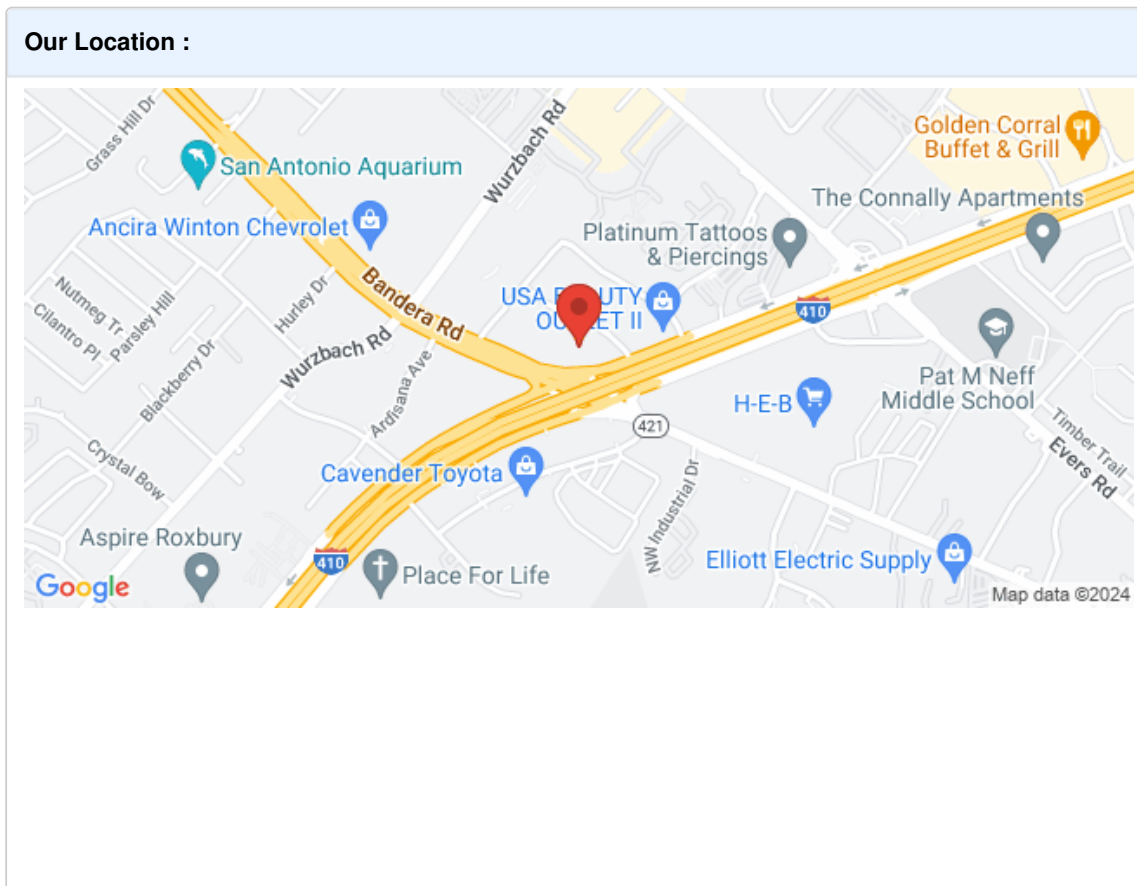 Our Location :
Grass Hill Dr
San Antonio Aquarium
Wurzbach Rd
Golden Corral
Buffet & Grill
The Connally Apartments
Ancira Winton Chevrolet
Platinum Tattoos
& Piercings
Nutmeg Tr
Parsley Hill
Hurley Dr
Bandera Rd
USA
OUTLET II
410
Cilantro Pl
Wurzbach Rd
Blackberry Dr
Ardisana Ave
Pat M Neff
Middle School
H-E-B
421
Timber Trail
Evers Rd
Crystal Bow
Cavender Toyota
NW Industrial Dr
Aspire Roxbury
410
Place For Life
Elliott Electric Supply
Google
Map data ©2024